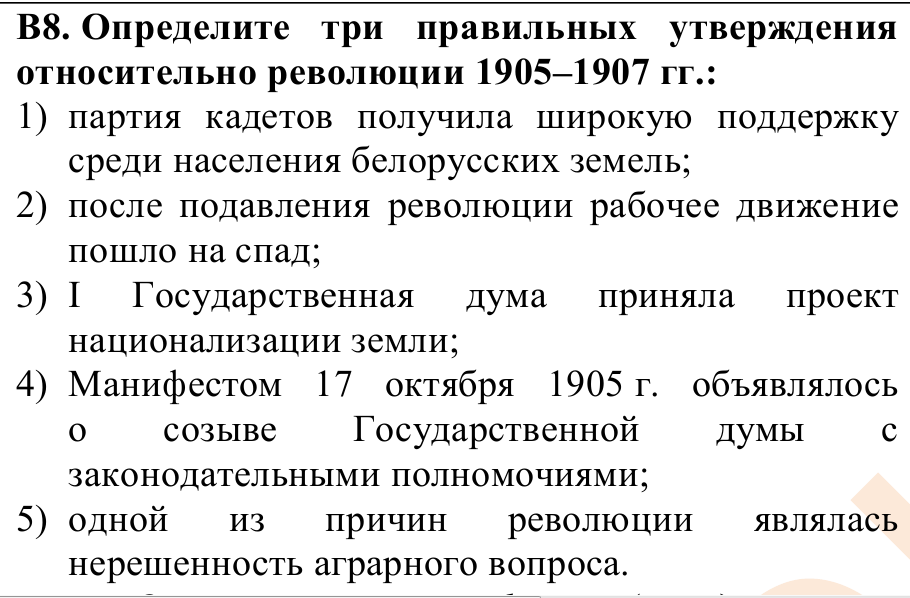 В8. Определите три правильных утверждения
относительно революции 1905–1907 гг.:
1) партия кадетов получила широкую поддержку
среди населения белорусских земель;
2) после подавления революции рабочее движение
пошло на спад;
3) I Государственная дума приняла проект
национализации земли;
4) Манифестом 17 октября 1905 г. объявлялось
о созыве Государственной думы с
законодательными полномочиями;
5) одной из причин революции являлась
нерешенность аграрного вопроса.